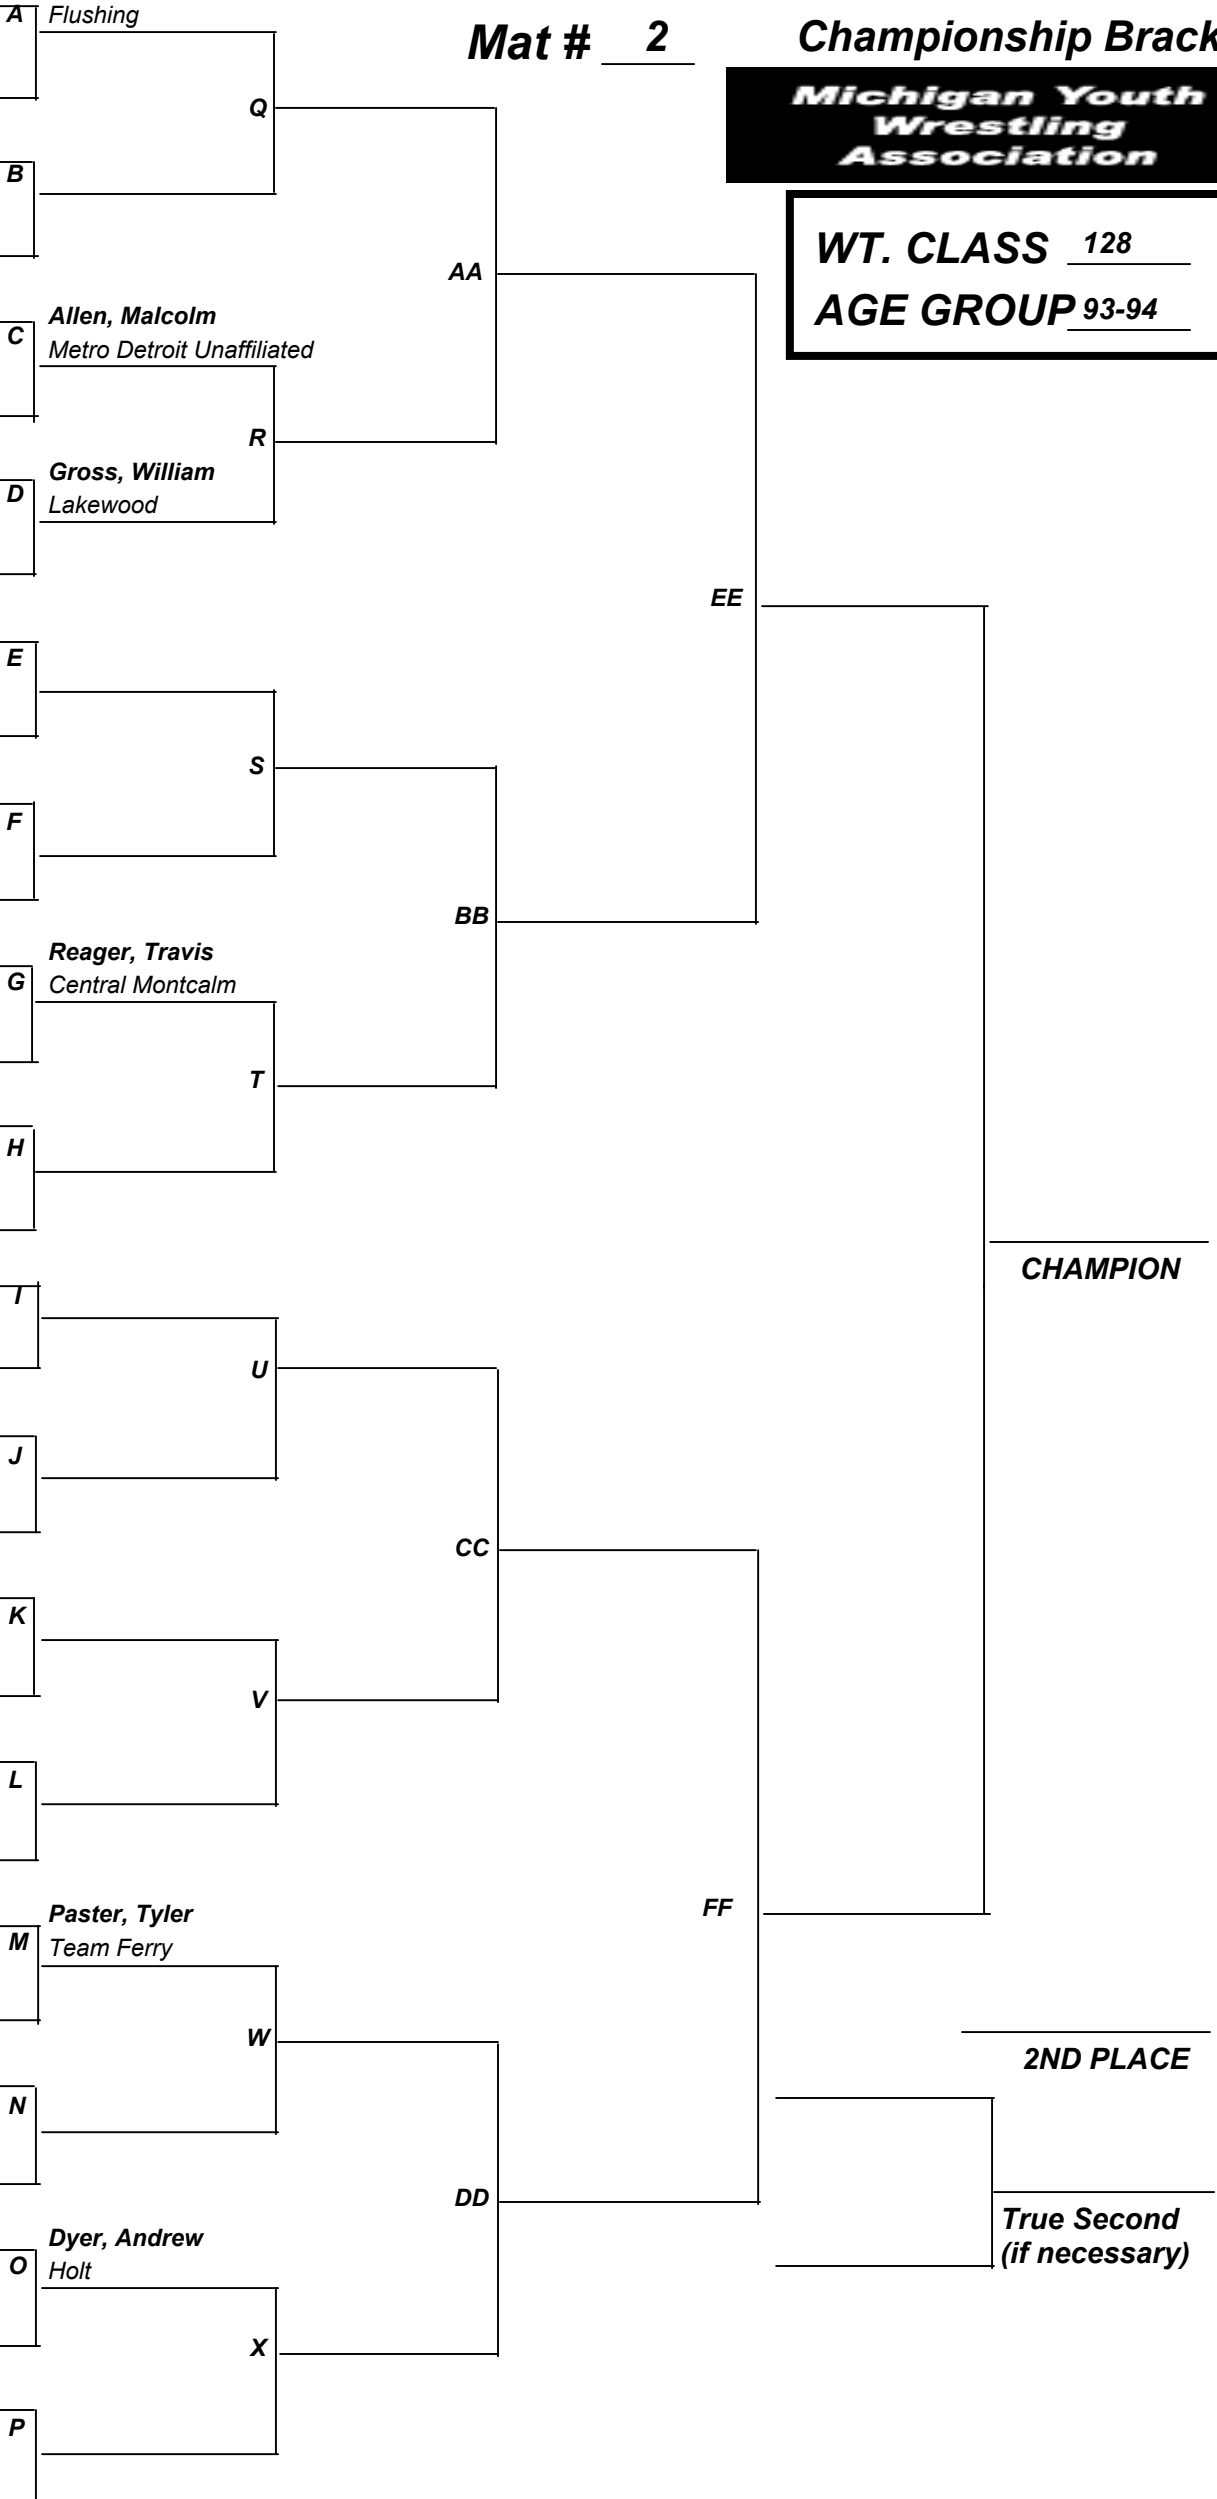 A Flushing
Mat # 2
Championship Brack
Michigan Youth
Wrestling
Association
Q
B
WT. CLASS 128
AGE GROUP 93-94
AA
Allen, Malcolm
C Metro Detroit Unaffiliated
R
Gross, William
D Lakewood
EE
E
S
F
BB
Reager, Travis
G Central Montcalm
T
H
CHAMPION
I
U
J
CC
K
V
L
FF
Paster, Tyler
M Team Ferry
W
2ND PLACE
N
DD
True Second
(if necessary)
Dyer, Andrew
O Holt
X
P